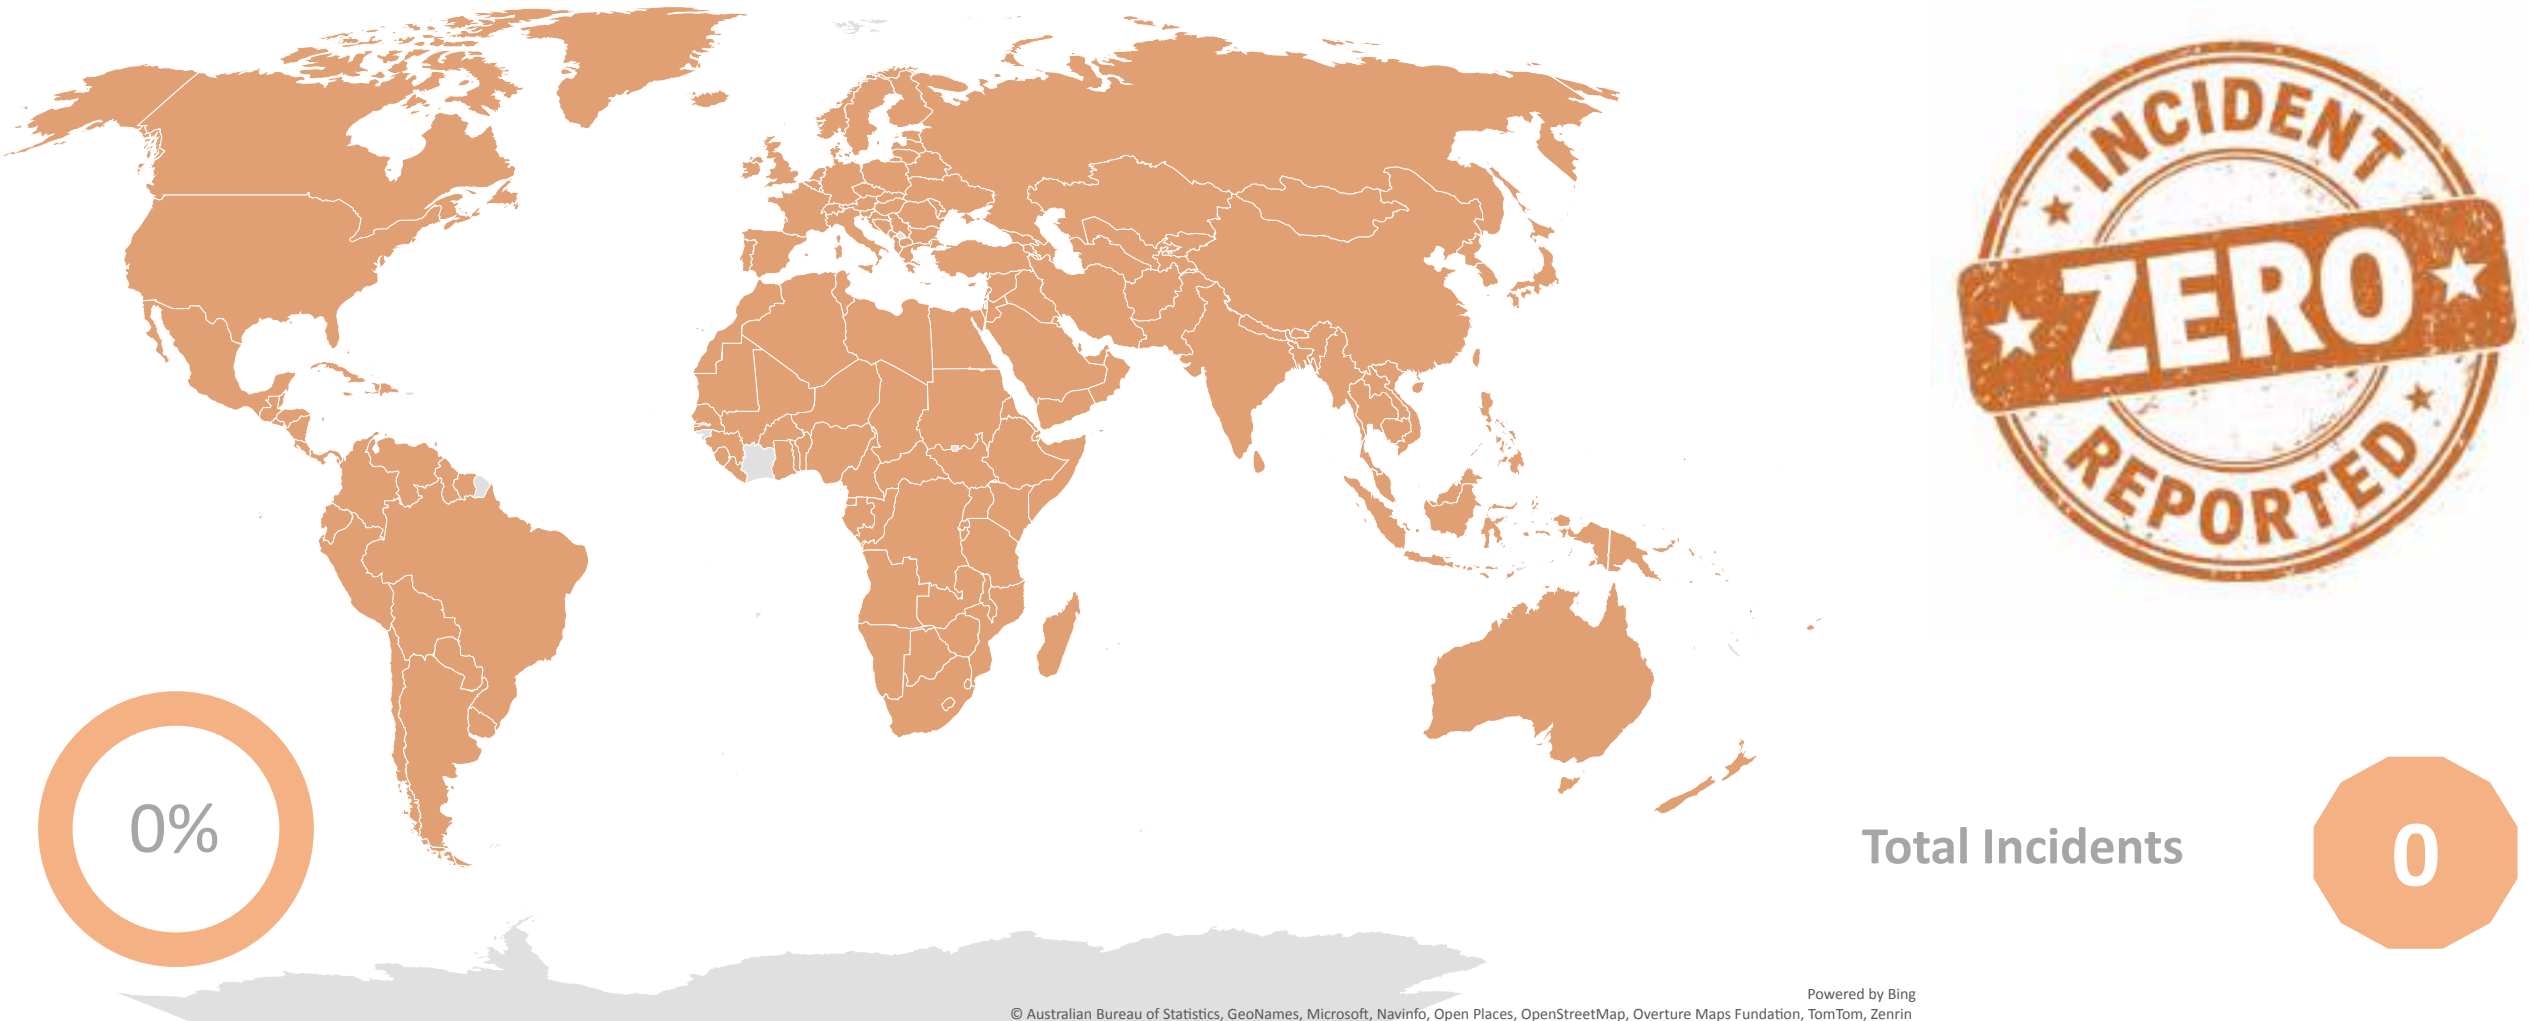 INCIDENT
ZERO
REPORTED
0%
Total Incidents
0
Powered by Bing
© Australian Bureau of Statistics, GeoNames, Microsoft, Navinfo, Open Places, OpenStreetMap, Overture Maps Fundation, TomTom, Zenrin